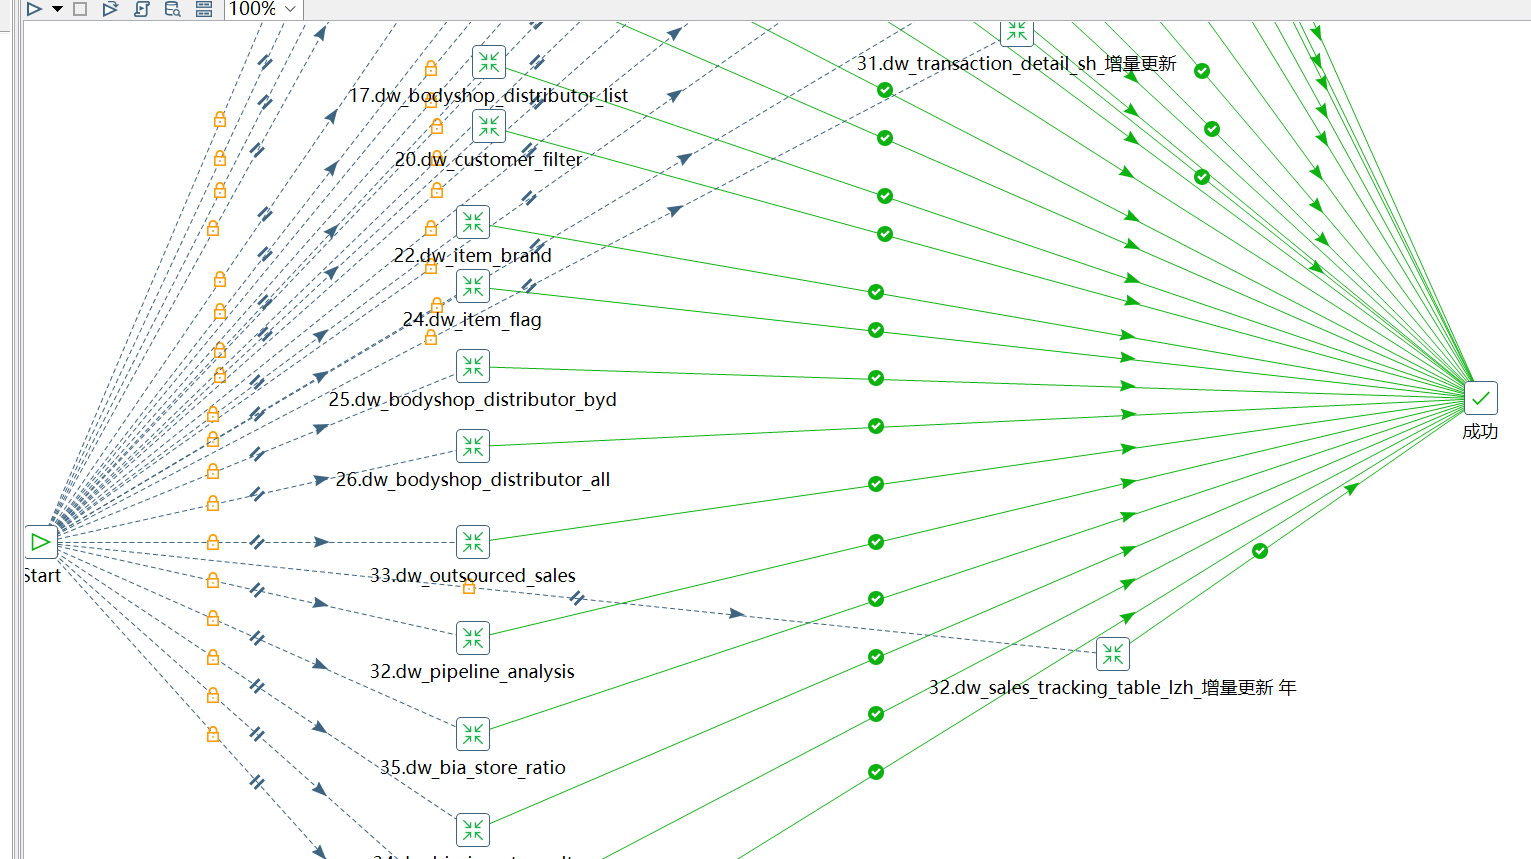 100%
31.dw_transaction_detail_sh_增量更新
17.dw_bodyshop_distributor_list
20.dw_customer_filter
22.dw_item_brand
24.dw_item_flag
25.dw_bodyshop_distributor_byd
成功
26.dw_bodyshop_distributor_all
Start
33.dw_outsourced_sales
32.dw_pipeline_analysis
32.dw_sales_tracking_table_lzh_增量更新 年
35.dw_bia_store_ratio